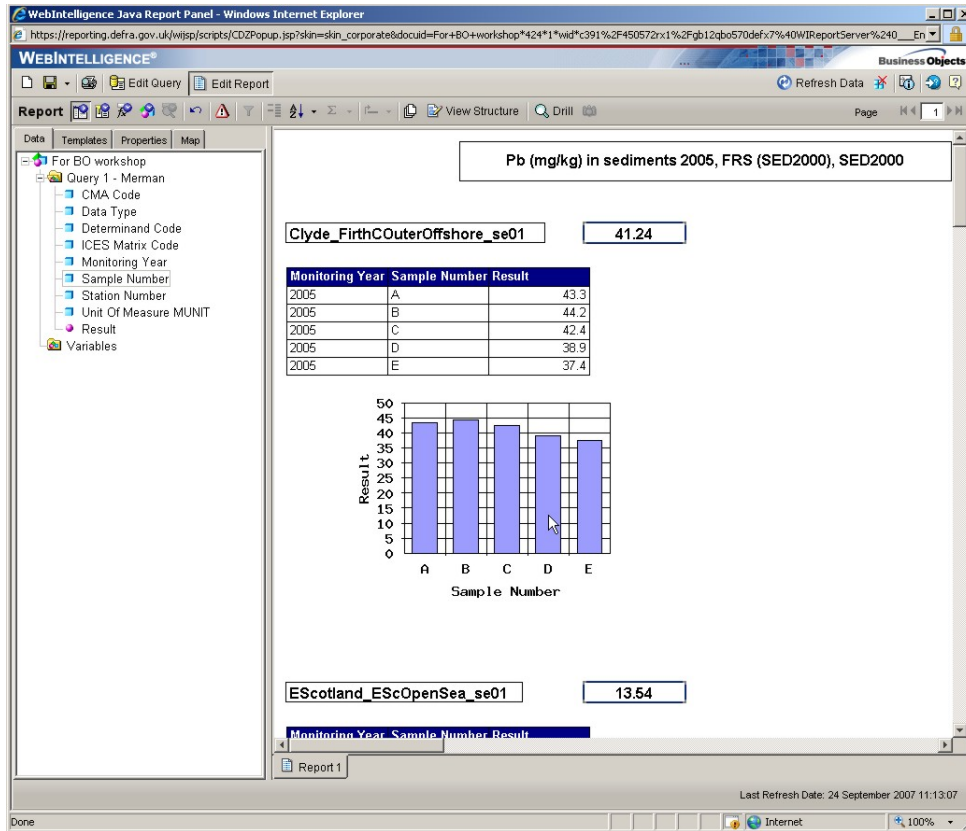 WebIntelligence Java Report Panel - Windows Internet Explorer
https://reporting.defra.gov.uk/wijsp/scripts/CDZPopup.jsp?skin=skin_corporate&docuid=For+BO+workshop*424*1*wid*c391%2F450572rx1%2Fgb12qbo570defx7%40WIReportServer%240___En
WEBINTELLIGENCE® ... Business Objects
Edit Query Edit Report Refresh Data
Report View Structure Drill Page 1
Data Templates Properties Map
For BO workshop
Query 1 - Merman
CMA Code
Data Type
Determinand Code
ICES Matrix Code
Monitoring Year
Sample Number
Station Number
Unit Of Measure MUNIT
Result
Variables
Pb (mg/kg) in sediments 2005, FRS (SED2000), SED2000
Clyde_FirthCOuterOffshore_se01 41.24
Monitoring Year Sample Number Result
2005 A 43.3
2005 B 44.2
2005 C 42.4
2005 D 38.9
2005 E 37.4
50
45
40
35
30
25
20
15
10
5
0
Result
A B C D E
Sample Number
EScotland_EScOpenSea_se01 13.54
Monitoring Year Sample Number Result
Report 1
Last Refresh Date: 24 September 2007 11:13:07
Done Internet 100%